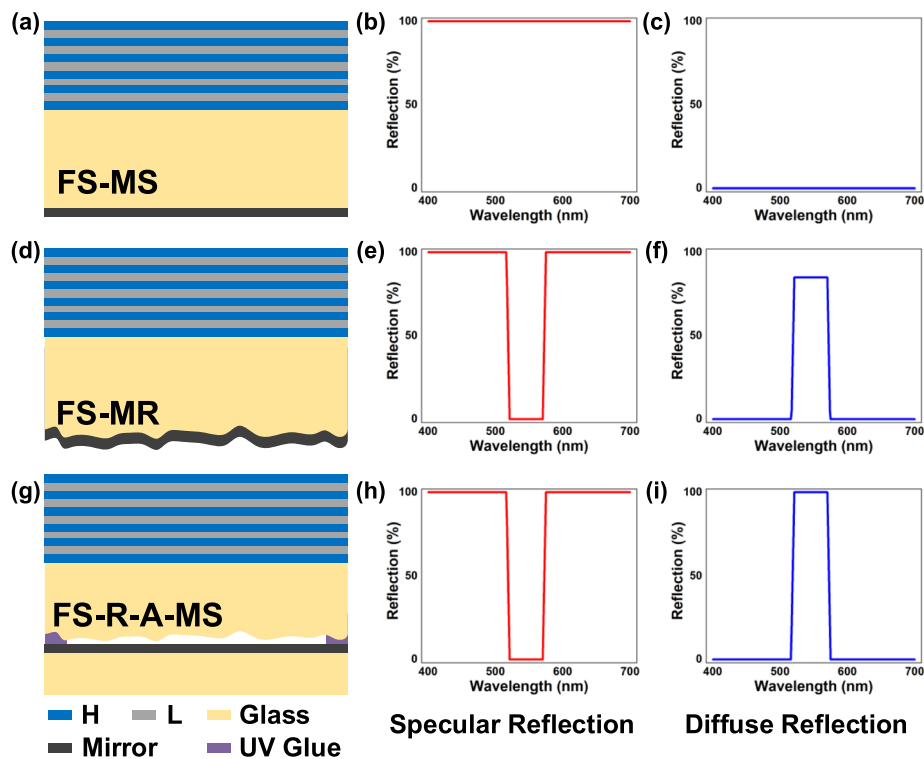 (a)
FS-MS
(b)
100
50
0
Reflection (%)
400 500 600 700
Wavelength (nm)
(c)
100
50
0
Reflection (%)
400 500 600 700
Wavelength (nm)
(d)
FS-MR
(e)
100
50
0
Reflection (%)
400 500 600 700
Wavelength (nm)
(f)
100
50
0
Reflection (%)
400 500 600 700
Wavelength (nm)
(g)
FS-R-A-MS
(h)
100
50
0
Reflection (%)
400 500 600 700
Wavelength (nm)
(i)
100
50
0
Reflection (%)
400 500 600 700
Wavelength (nm)
H L Glass
Mirror UV Glue
Specular Reflection
Diffuse Reflection